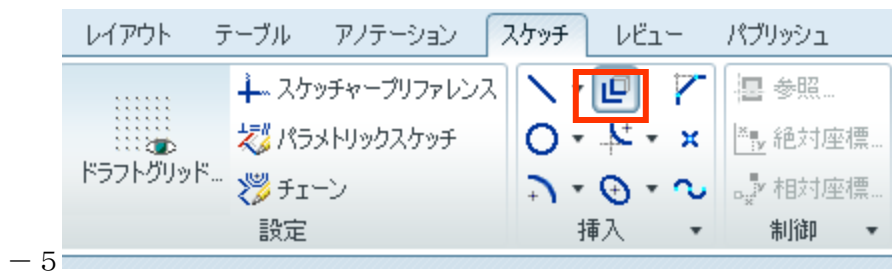 レイアウト テーブル アノテーション スケッチ レビュー パブリッシュ
スケッチャープリファレンス
パラメトリックスケッチ
チェーン
ドラフトグリッド...
設定
挿入
参照...
絶対座標...
相対座標...
制御
－５